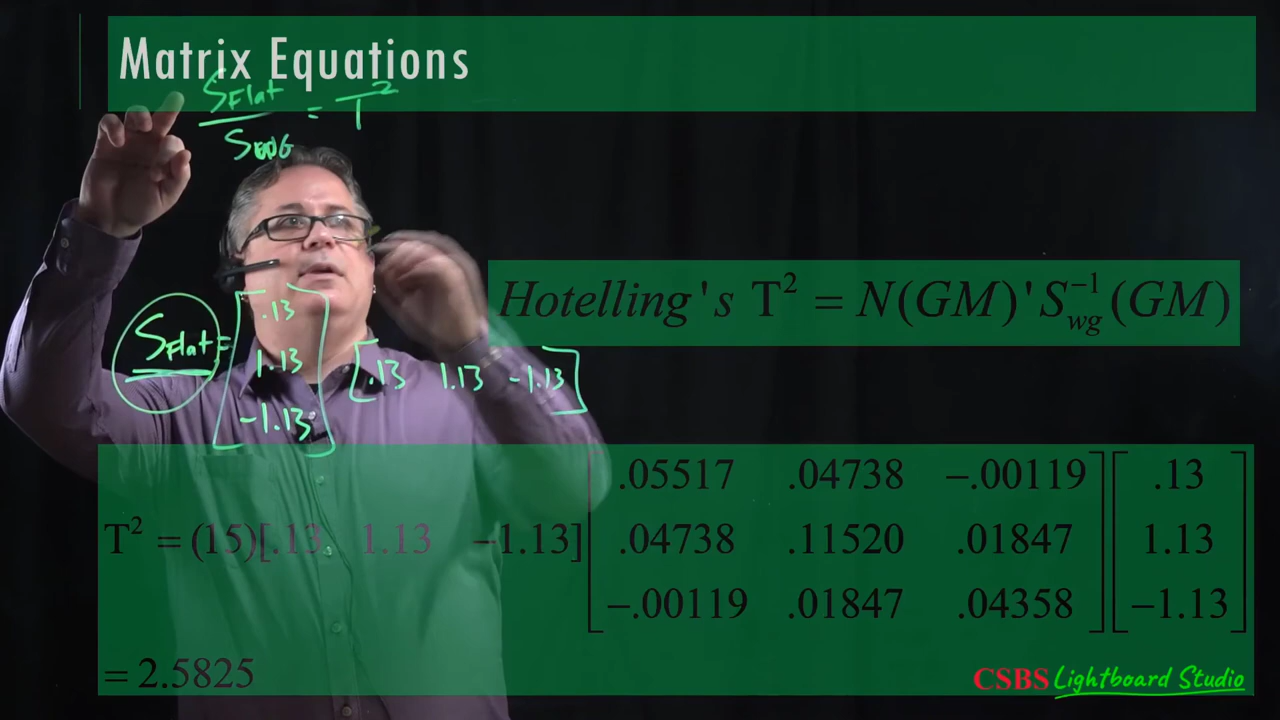 Matrix Equations
SFlat
= T²
SWG
Hotelling's T² = N(GM)'S⁻¹wg(GM)
SFlat = [.13 1.13 -1.13] [.13 1.13 -1.13]
T² = (15)[.13 1.13 −1.13]
[.05517 .04738 −.00119] [.13]
[.04738 .11520 .01847] [1.13]
[−.00119 .01847 .04358] [−1.13]
= 2.5825
CSBS Lightboard Studio